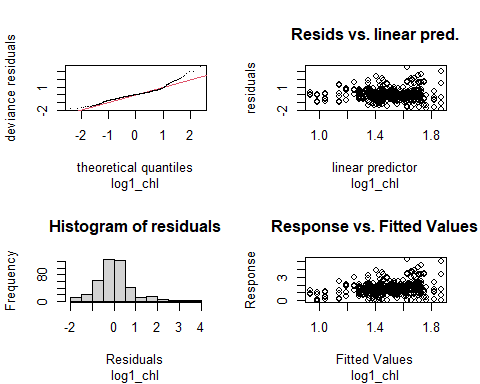 deviance residuals
-2 1
-2 -1 0 1 2
theoretical quantiles
log1_chl
Resids vs. linear pred.
residuals
-2 1
1.0 1.4 1.8
linear predictor
log1_chl
Histogram of residuals
Frequency
0 80
-2 0 1 2 3 4
Residuals
log1_chl
Response vs. Fitted Values
Response
0 3
1.0 1.4 1.8
Fitted Values
log1_chl